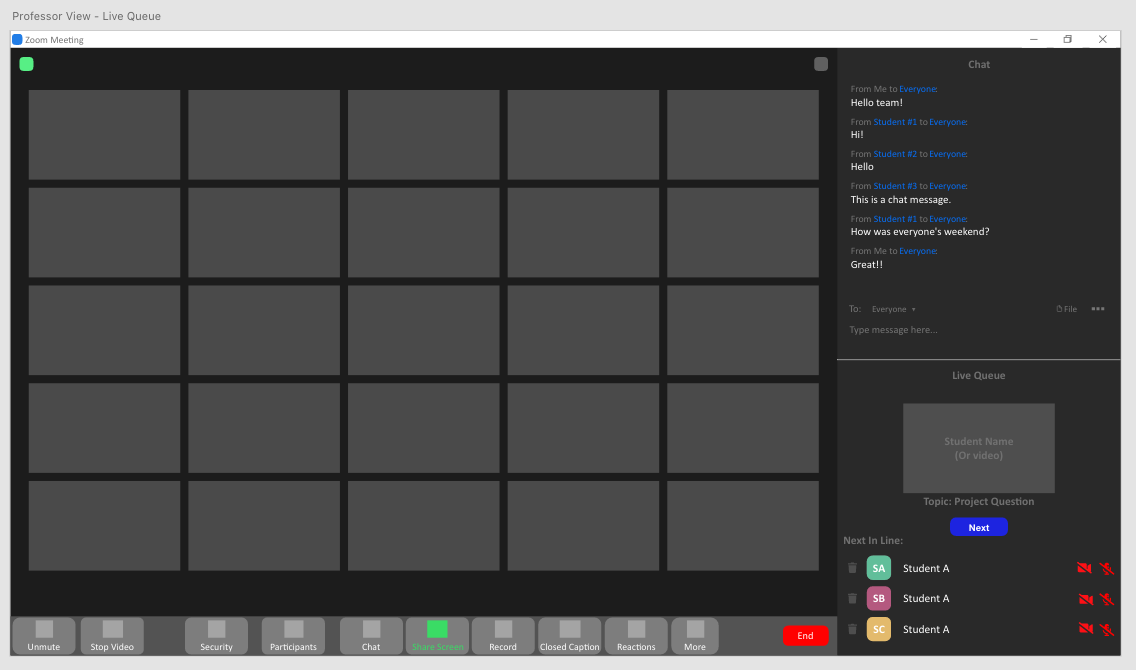 Professor View - Live Queue
Zoom Meeting
Chat
From Me to Everyone:
Hello team!
From Student #1 to Everyone:
Hi!
From Student #2 to Everyone:
Hello
From Student #3 to Everyone:
This is a chat message.
From Student #1 to Everyone:
How was everyone's weekend?
From Me to Everyone:
Great!!
To: Everyone
File
Type message here...
Live Queue
Student Name
(Or video)
Topic: Project Question
Next
Next In Line:
SA Student A
SB Student A
SC Student A
Unmute
Stop Video
Security
Participants
Chat
Share Screen
Record
Closed Caption
Reactions
More
End